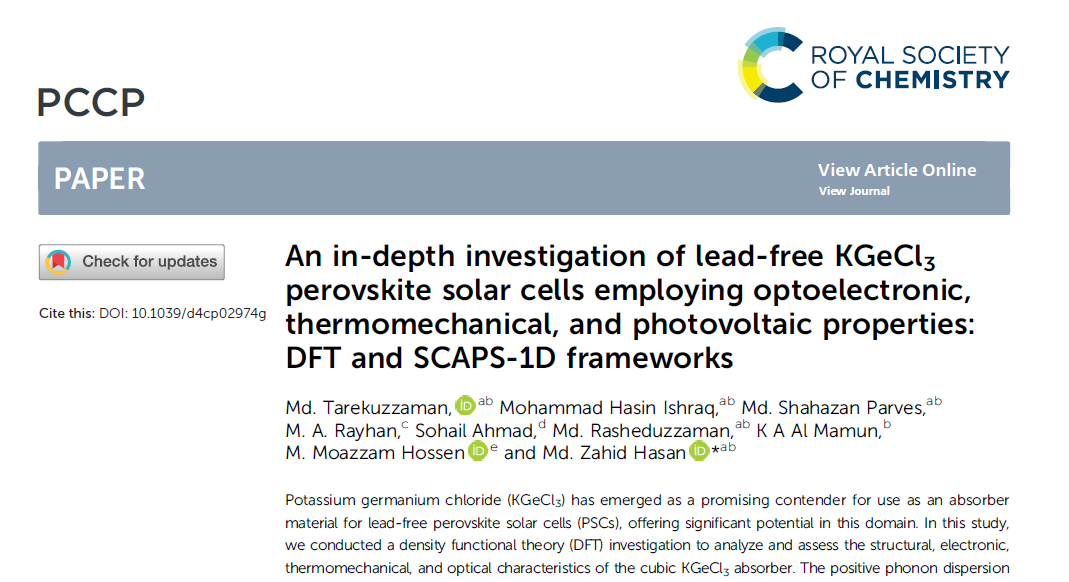 ROYAL SOCIETY
OF CHEMISTRY
PCCP
PAPER
View Article Online
View Journal
Check for updates
Cite this: DOI: 10.1039/d4cp02974g
An in-depth investigation of lead-free KGeCl₃
perovskite solar cells employing optoelectronic,
thermomechanical, and photovoltaic properties:
DFT and SCAPS-1D frameworks
Md. Tarekuzzaman, iD ab Mohammad Hasin Ishraq,ab Md. Shahazan Parves,ab
M. A. Rayhan,c Sohail Ahmad,d Md. Rasheduzzaman,ab K A Al Mamun,b
M. Moazzam Hossen iD e and Md. Zahid Hasan iD *ab
Potassium germanium chloride (KGeCl₃) has emerged as a promising contender for use as an absorber
material for lead-free perovskite solar cells (PSCs), offering significant potential in this domain. In this study,
we conducted a density functional theory (DFT) investigation to analyze and assess the structural, electronic,
thermomechanical, and optical characteristics of the cubic KGeCl₃ absorber. The positive phonon dispersion